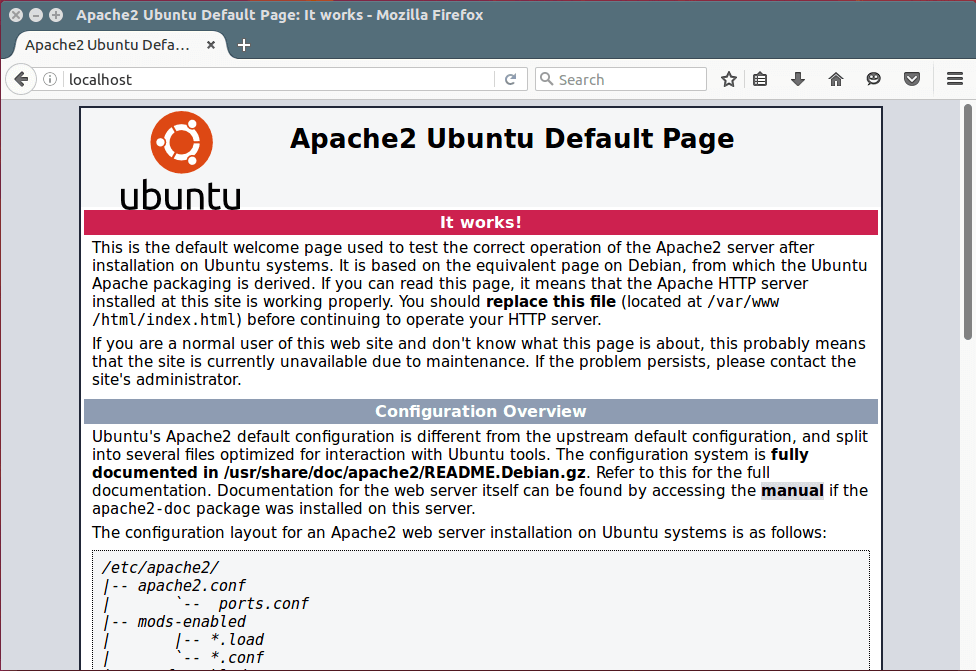 Apache2 Ubuntu Default Page: It works - Mozilla Firefox
Apache2 Ubuntu Defa...
localhost
Search
Apache2 Ubuntu Default Page
ubuntu
It works!
This is the default welcome page used to test the correct operation of the Apache2 server after
installation on Ubuntu systems. It is based on the equivalent page on Debian, from which the Ubuntu
Apache packaging is derived. If you can read this page, it means that the Apache HTTP server
installed at this site is working properly. You should replace this file (located at /var/www
/html/index.html) before continuing to operate your HTTP server.
If you are a normal user of this web site and don't know what this page is about, this probably means
that the site is currently unavailable due to maintenance. If the problem persists, please contact the
site's administrator.
Configuration Overview
Ubuntu's Apache2 default configuration is different from the upstream default configuration, and split
into several files optimized for interaction with Ubuntu tools. The configuration system is fully
documented in /usr/share/doc/apache2/README.Debian.gz. Refer to this for the full
documentation. Documentation for the web server itself can be found by accessing the manual if the
apache2-doc package was installed on this server.
The configuration layout for an Apache2 web server installation on Ubuntu systems is as follows:
/etc/apache2/
|-- apache2.conf
|       `--  ports.conf
|-- mods-enabled
|       |-- *.load
|       `-- *.conf